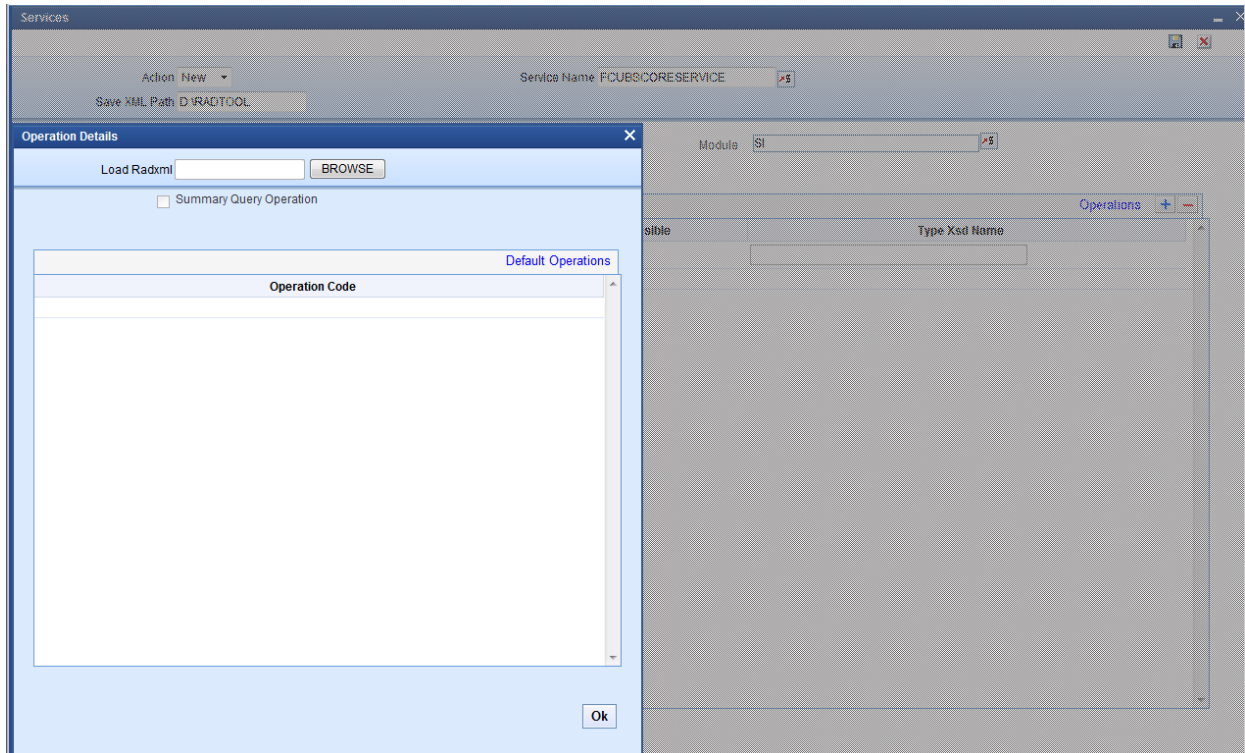 Services
Action New
Service Name FCUBSCORESERVICE
Save XML Path D:\RADTOOL
Operation Details
Module SI
Load Radxml BROWSE
Summary Query Operation
Operations
sible Type Xsd Name
Default Operations
Operation Code
Ok